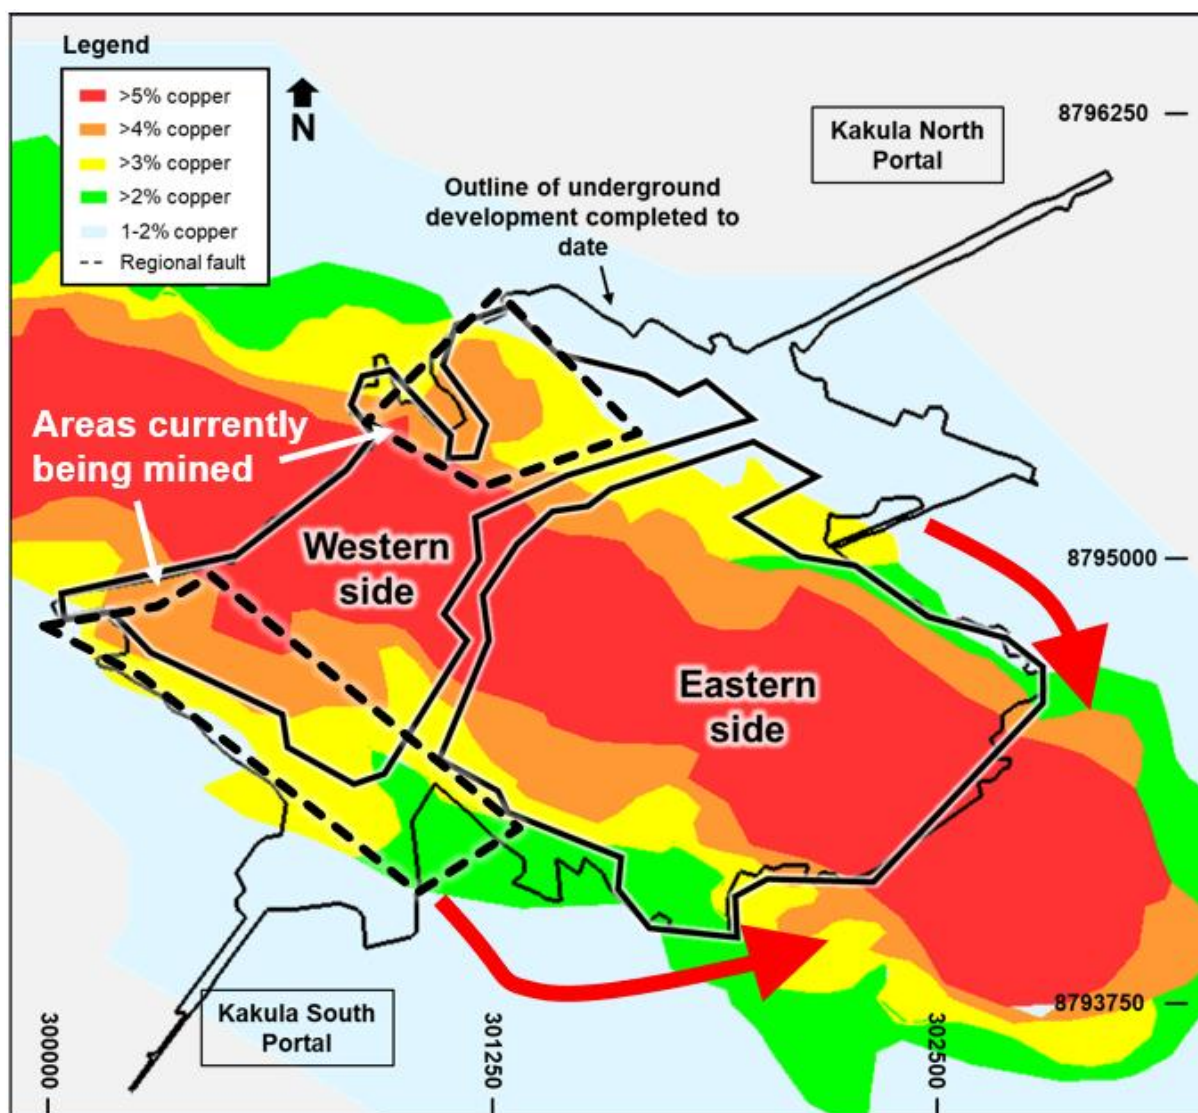 Legend
>5% copper
>4% copper
>3% copper
>2% copper
1-2% copper
Regional fault
N
Kakula North
Portal
8796250
Outline of underground
development completed to
date
Areas currently
being mined
Western
side
8795000
Eastern
side
Kakula South
Portal
8793750
300000
301250
302500